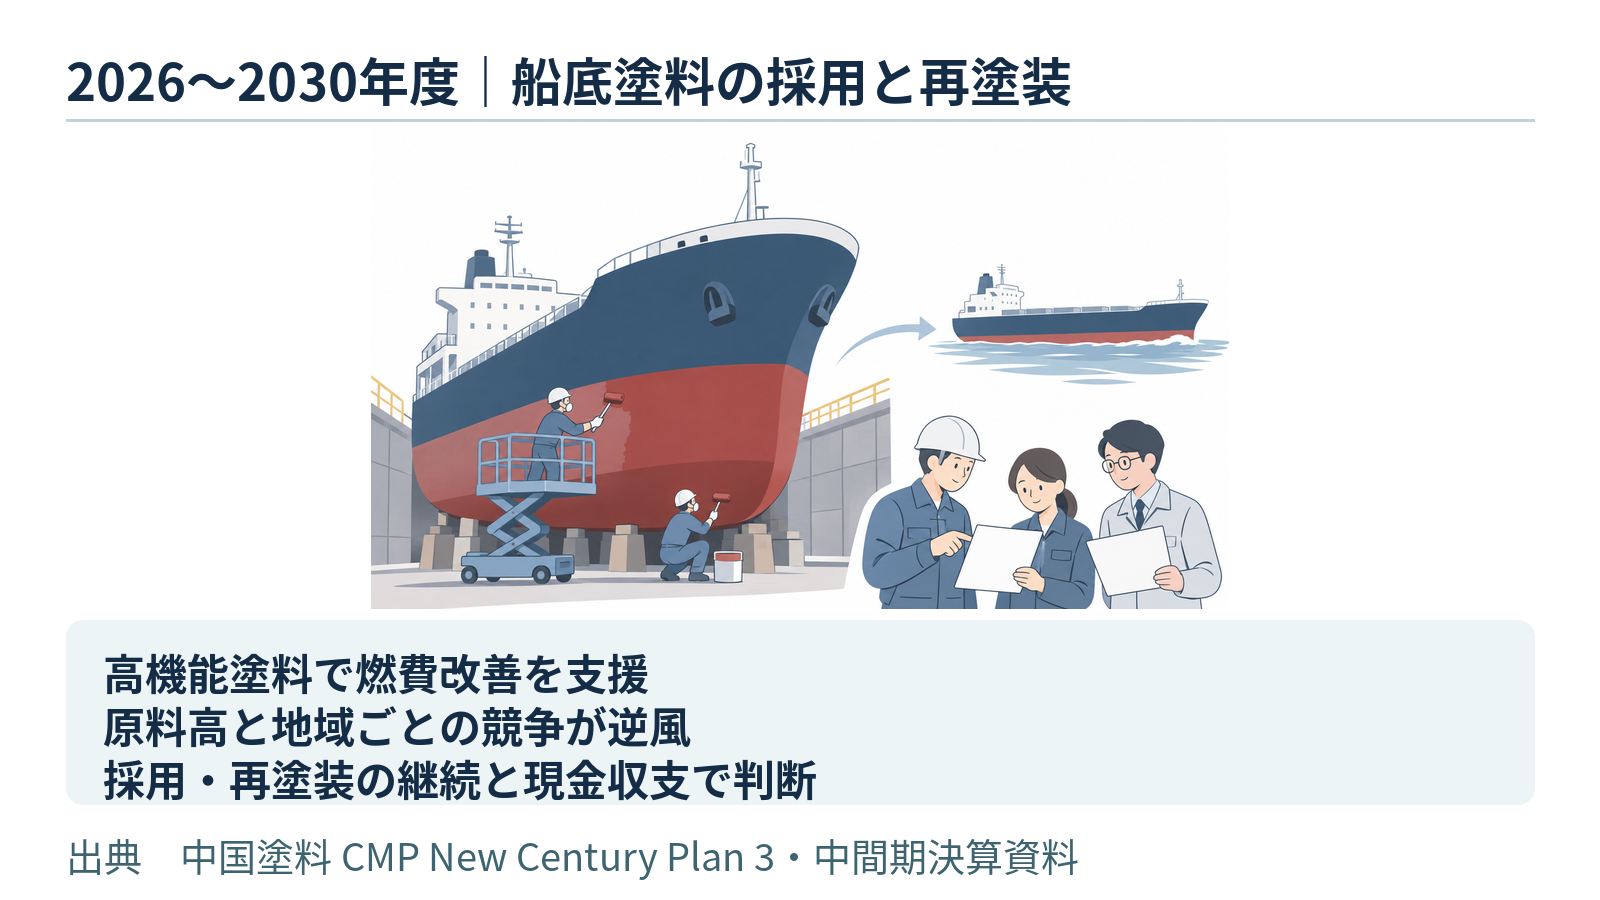 2026〜2030年度｜船底塗料の採用と再塗装
高機能塗料で燃費改善を支援
原料高と地域ごとの競争が逆風
採用・再塗装の継続と現金収支で判断
出典　中国塗料 CMP New Century Plan 3・中間期決算資料